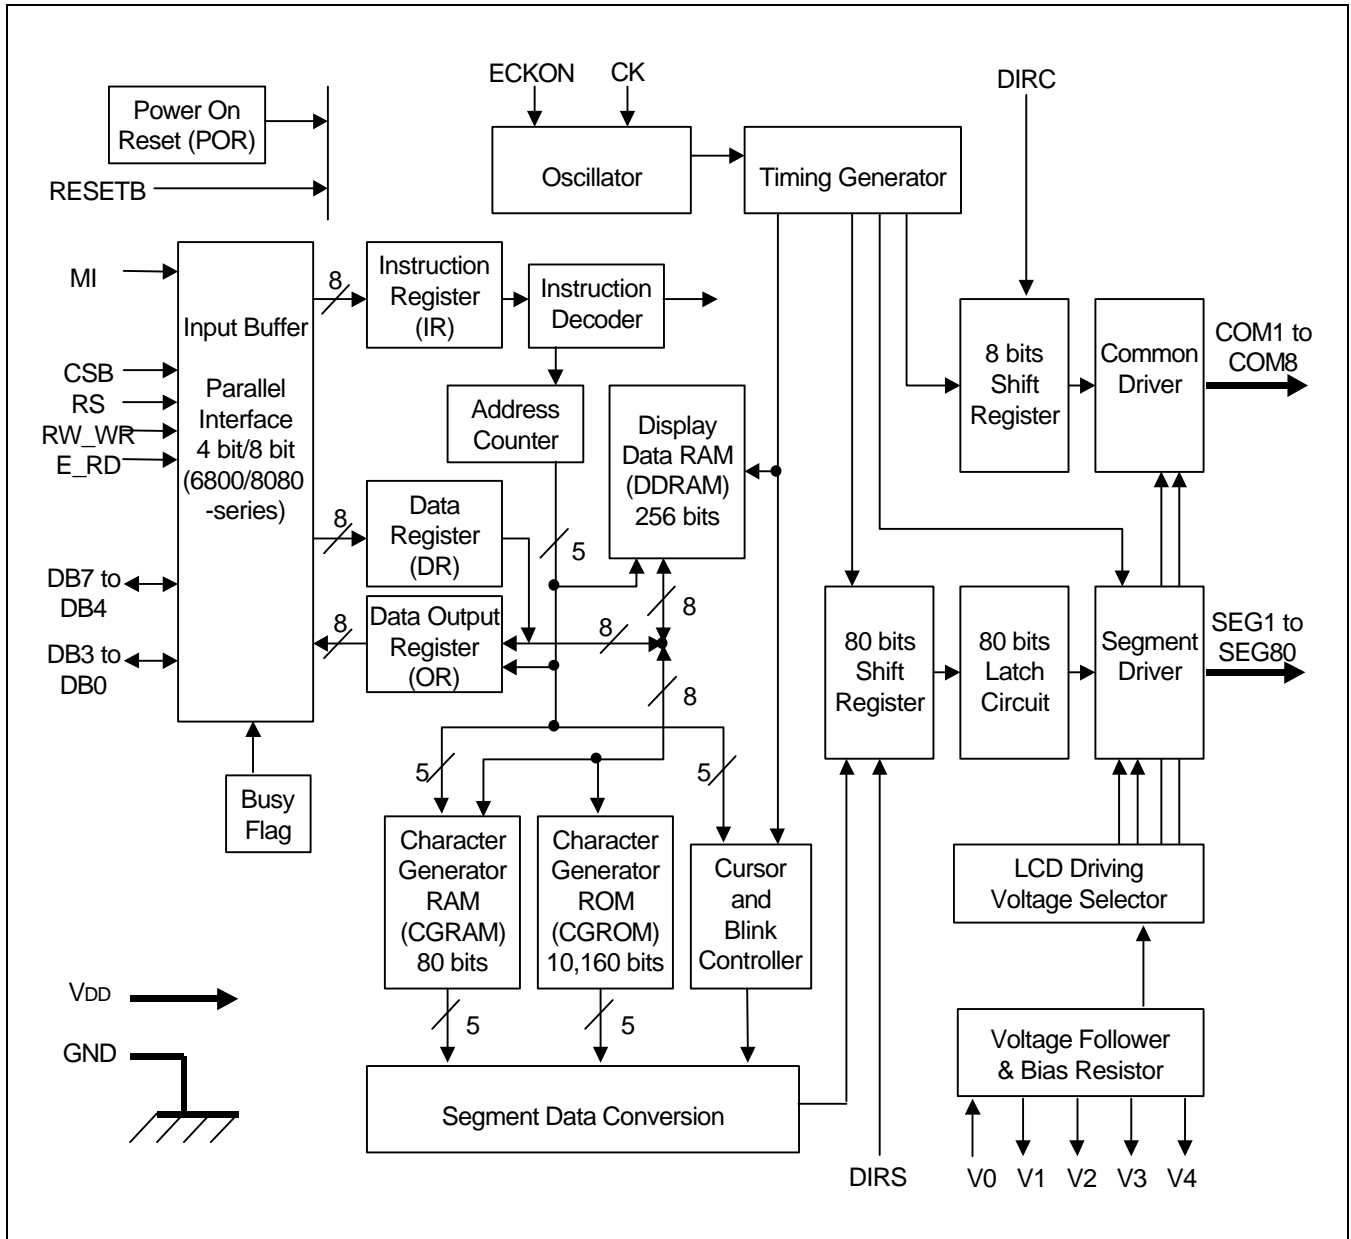 ECKON
CK
DIRC
Power On
Reset (POR)
RESETB
Oscillator
Timing Generator
MI
CSB
RS
RW_WR
E_RD
DB7 to
DB4
DB3 to
DB0
Input Buffer
Parallel
Interface
4 bit/8 bit
(6800/8080
-series)
8
Instruction
Register
(IR)
Instruction
Decoder
Address
Counter
Display
Data RAM
(DDRAM)
256 bits
8 bits
Shift
Register
Common
Driver
COM1 to
COM8
8
Data
Register
(DR)
5
8
Data Output
Register
(OR)
8
8
8
80 bits
Shift
Register
80 bits
Latch
Circuit
Segment
Driver
SEG1 to
SEG80
Busy
Flag
5
5
Character
Generator
RAM
(CGRAM)
80 bits
Character
Generator
ROM
(CGROM)
10,160 bits
Cursor
and
Blink
Controller
LCD Driving
Voltage Selector
VDD
GND
5
5
Voltage Follower
& Bias Resistor
Segment Data Conversion
DIRS
V0
V1
V2
V3
V4